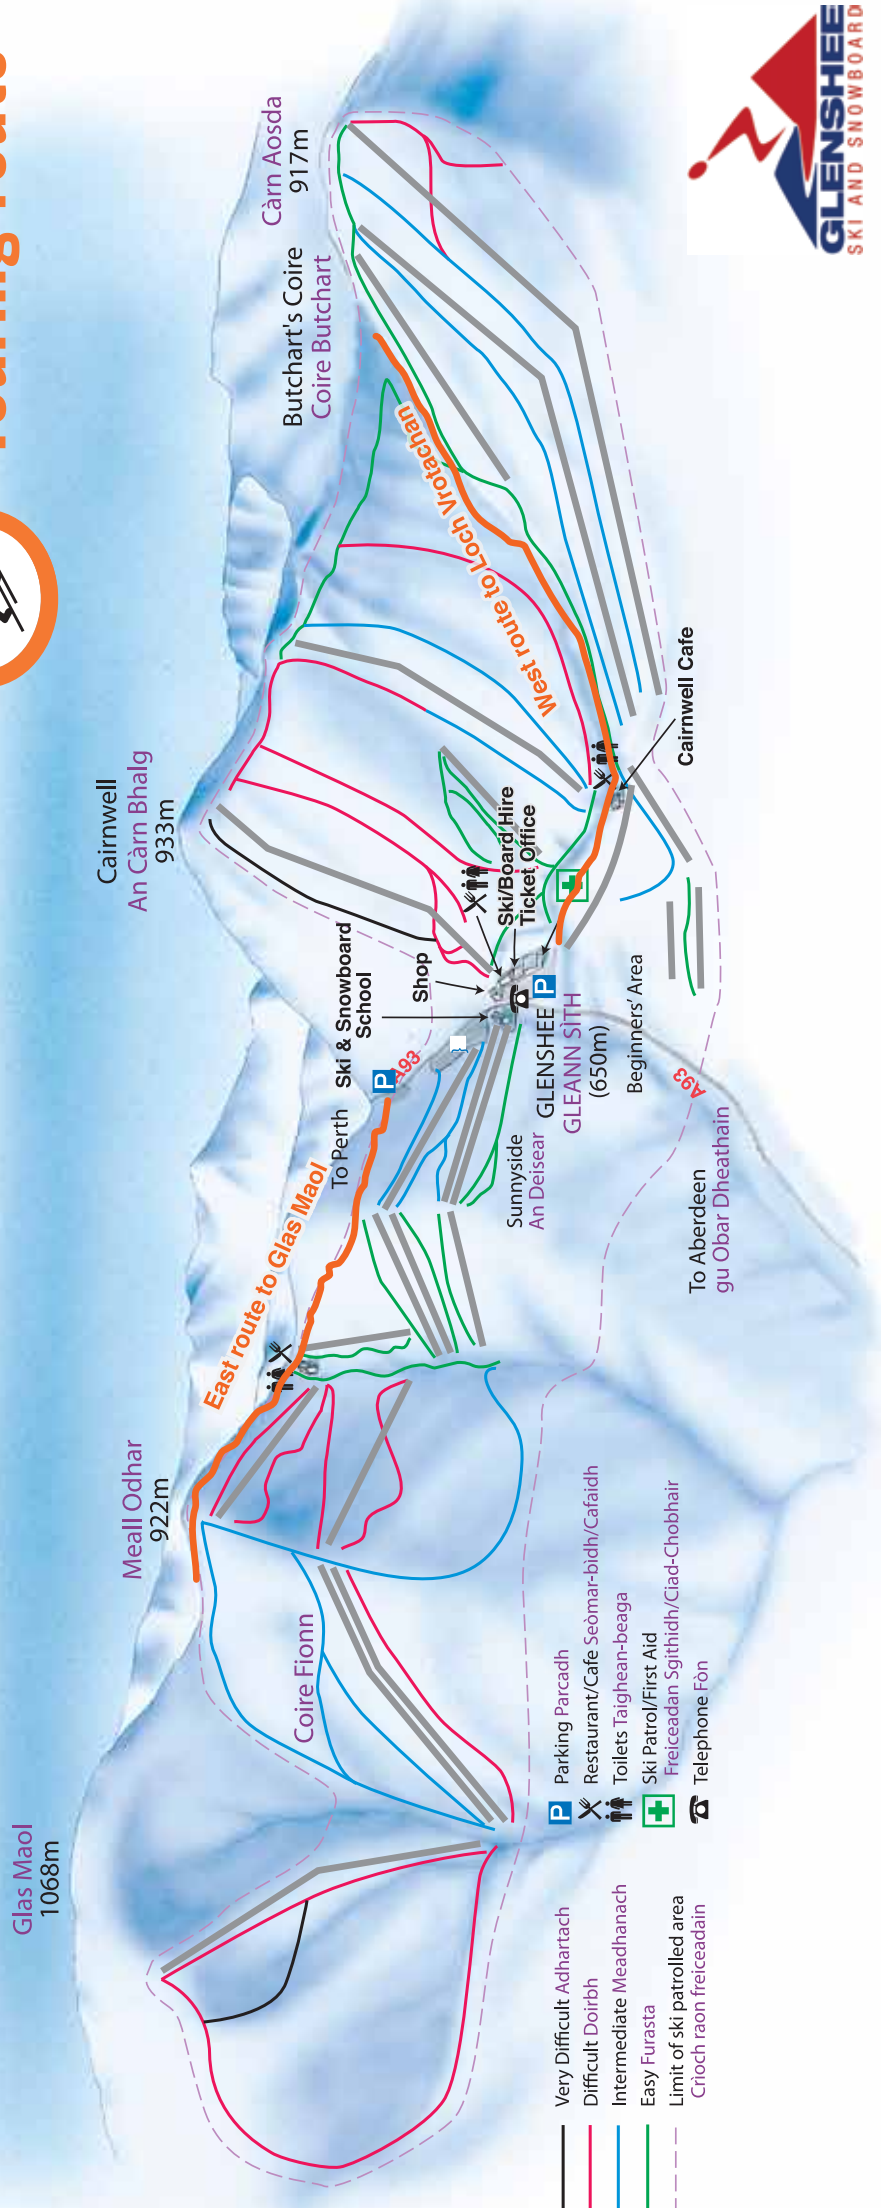 touring route
Glas Maol
1068m
Meall Odhar
922m
Cairnwell
An Càrn Bhalg
933m
Càrn Aosda
917m
Butchart's Coire
Coire Butchart
East route to Glas Maol
West route to Loch Vrotachan
Coire Fionn
To Perth
A93
Ski & Snowboard
School
Shop
Ski/Board Hire
Ticket Office
Cairnwell Cafe
P
P
GLENSHEE
GLEANN SÌTH
(650m)
Sunnyside
An Deisear
Beginners' Area
A93
To Aberdeen
gu Obar Dheathain
Very Difficult Adhartach
Difficult Doirbh
Intermediate Meadhanach
Easy Furasta
Limit of ski patrolled area
Crìoch raon freiceadain
P Parking Parcadh
Restaurant/Cafe Seòmar-bìdh/Cafaidh
Toilets Taighean-beaga
Ski Patrol/First Aid
Freiceadan Sgithidh/Ciad-Chobhair
Telephone Fòn
GLENSHEE
SKI AND SNOWBOARD